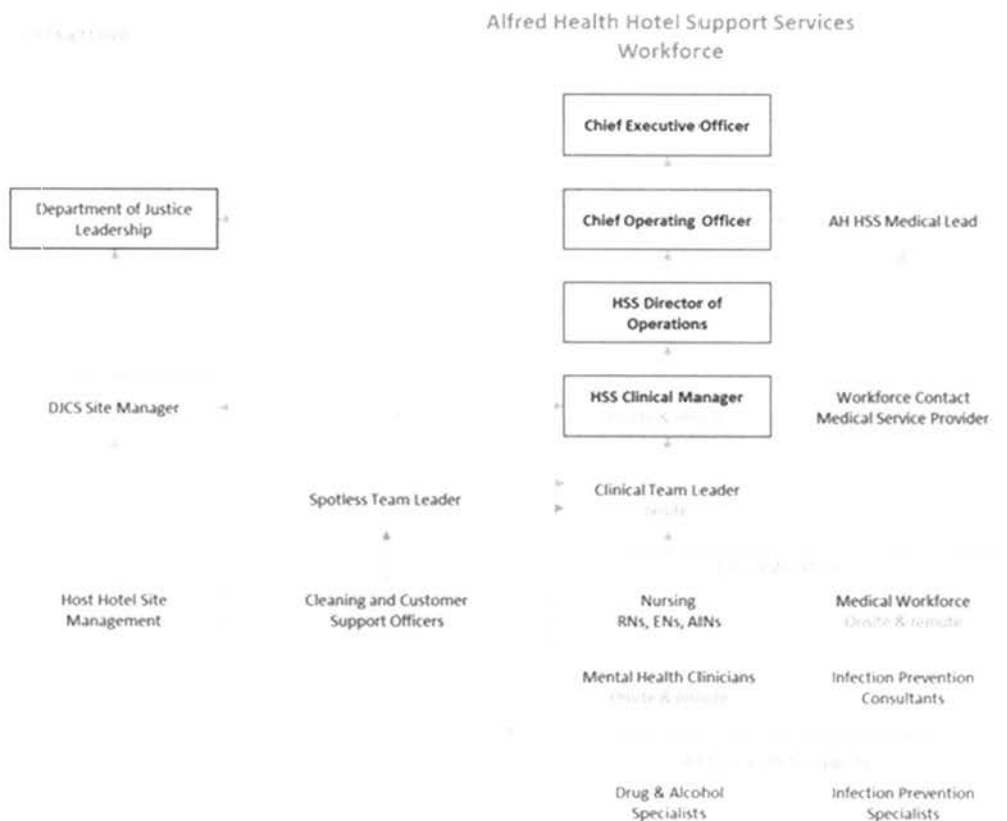 Alfred Health Hotel Support Services
Workforce
Chief Executive Officer
Department of Justice
Leadership
Chief Operating Officer
AH HSS Medical Lead
HSS Director of
Operations
DJCS Site Manager
HSS Clinical Manager
Onsite & remote
Workforce Contact
Medical Service Provider
Spotless Team Leader
Clinical Team Leader
onsite
Host Hotel Site
Management
Cleaning and Customer
Support Officers
Nursing
RNs, ENs, AINs
Medical Workforce
Onsite & remote
Mental Health Clinicians
Onsite & remote
Infection Prevention
Consultants
Drug & Alcohol
Specialists
Infection Prevention
Specialists